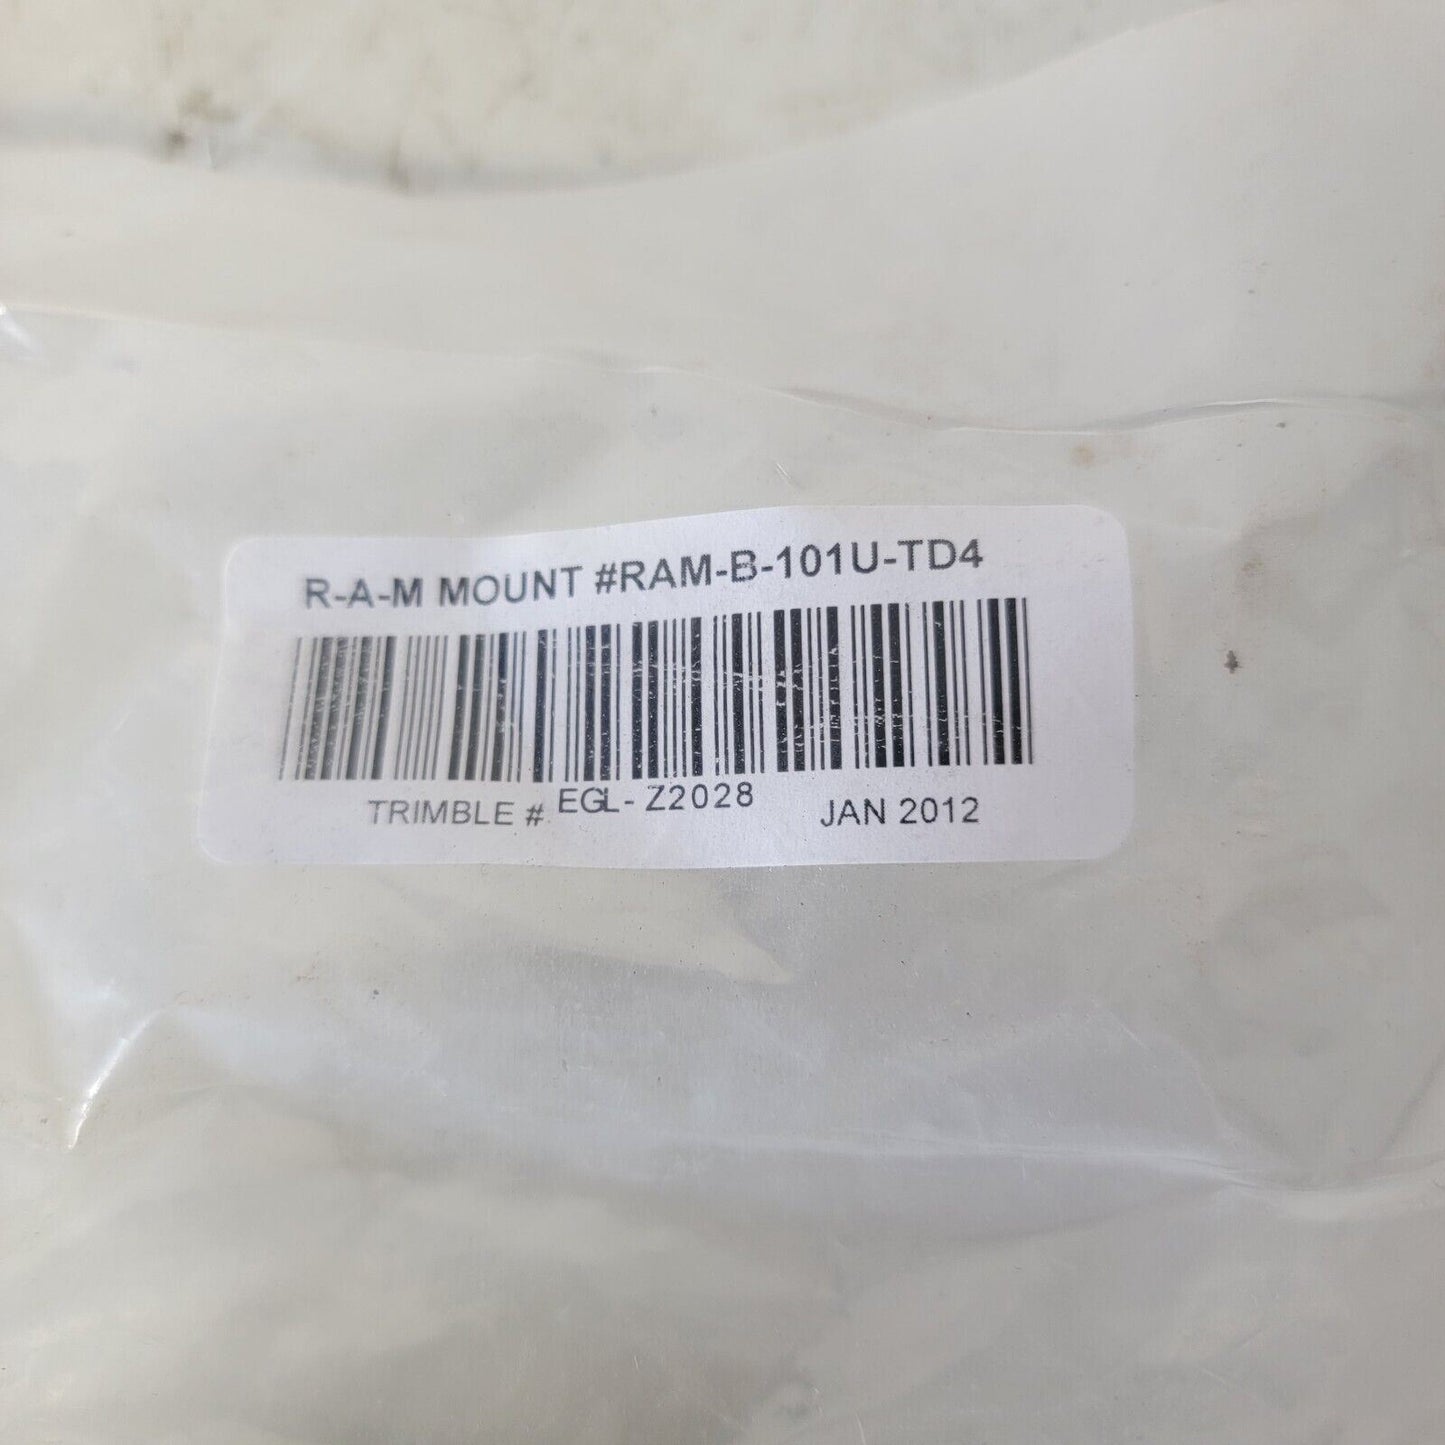 R-A-M MOUNT #RAM-B-101U-TD4
TRIMBLE # EGL- Z2028 JAN 2012